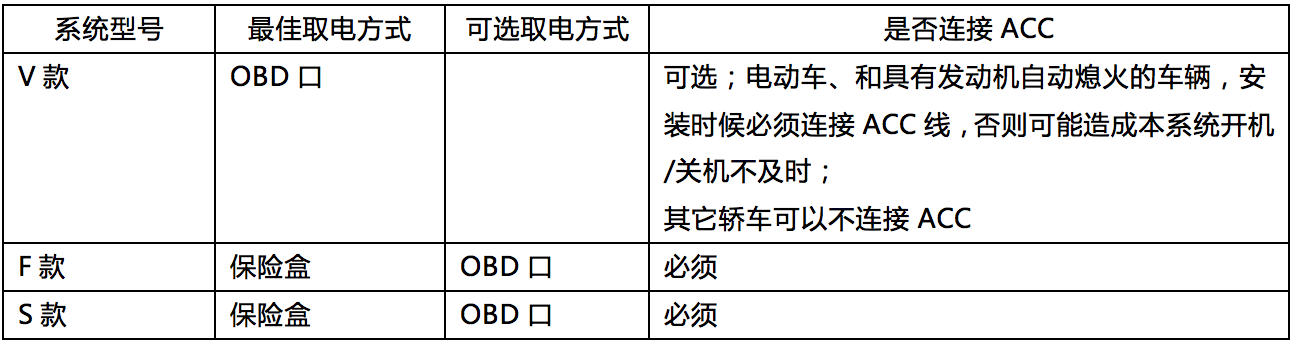 系统型号 最佳取电方式 可选取电方式 是否连接 ACC
V 款 OBD 口 可选；电动车、和具有发动机自动熄火的车辆，安
装时候必须连接 ACC 线，否则可能造成本系统开机
/关机不及时；
其它轿车可以不连接 ACC
F 款 保险盒 OBD 口 必须
S 款 保险盒 OBD 口 必须